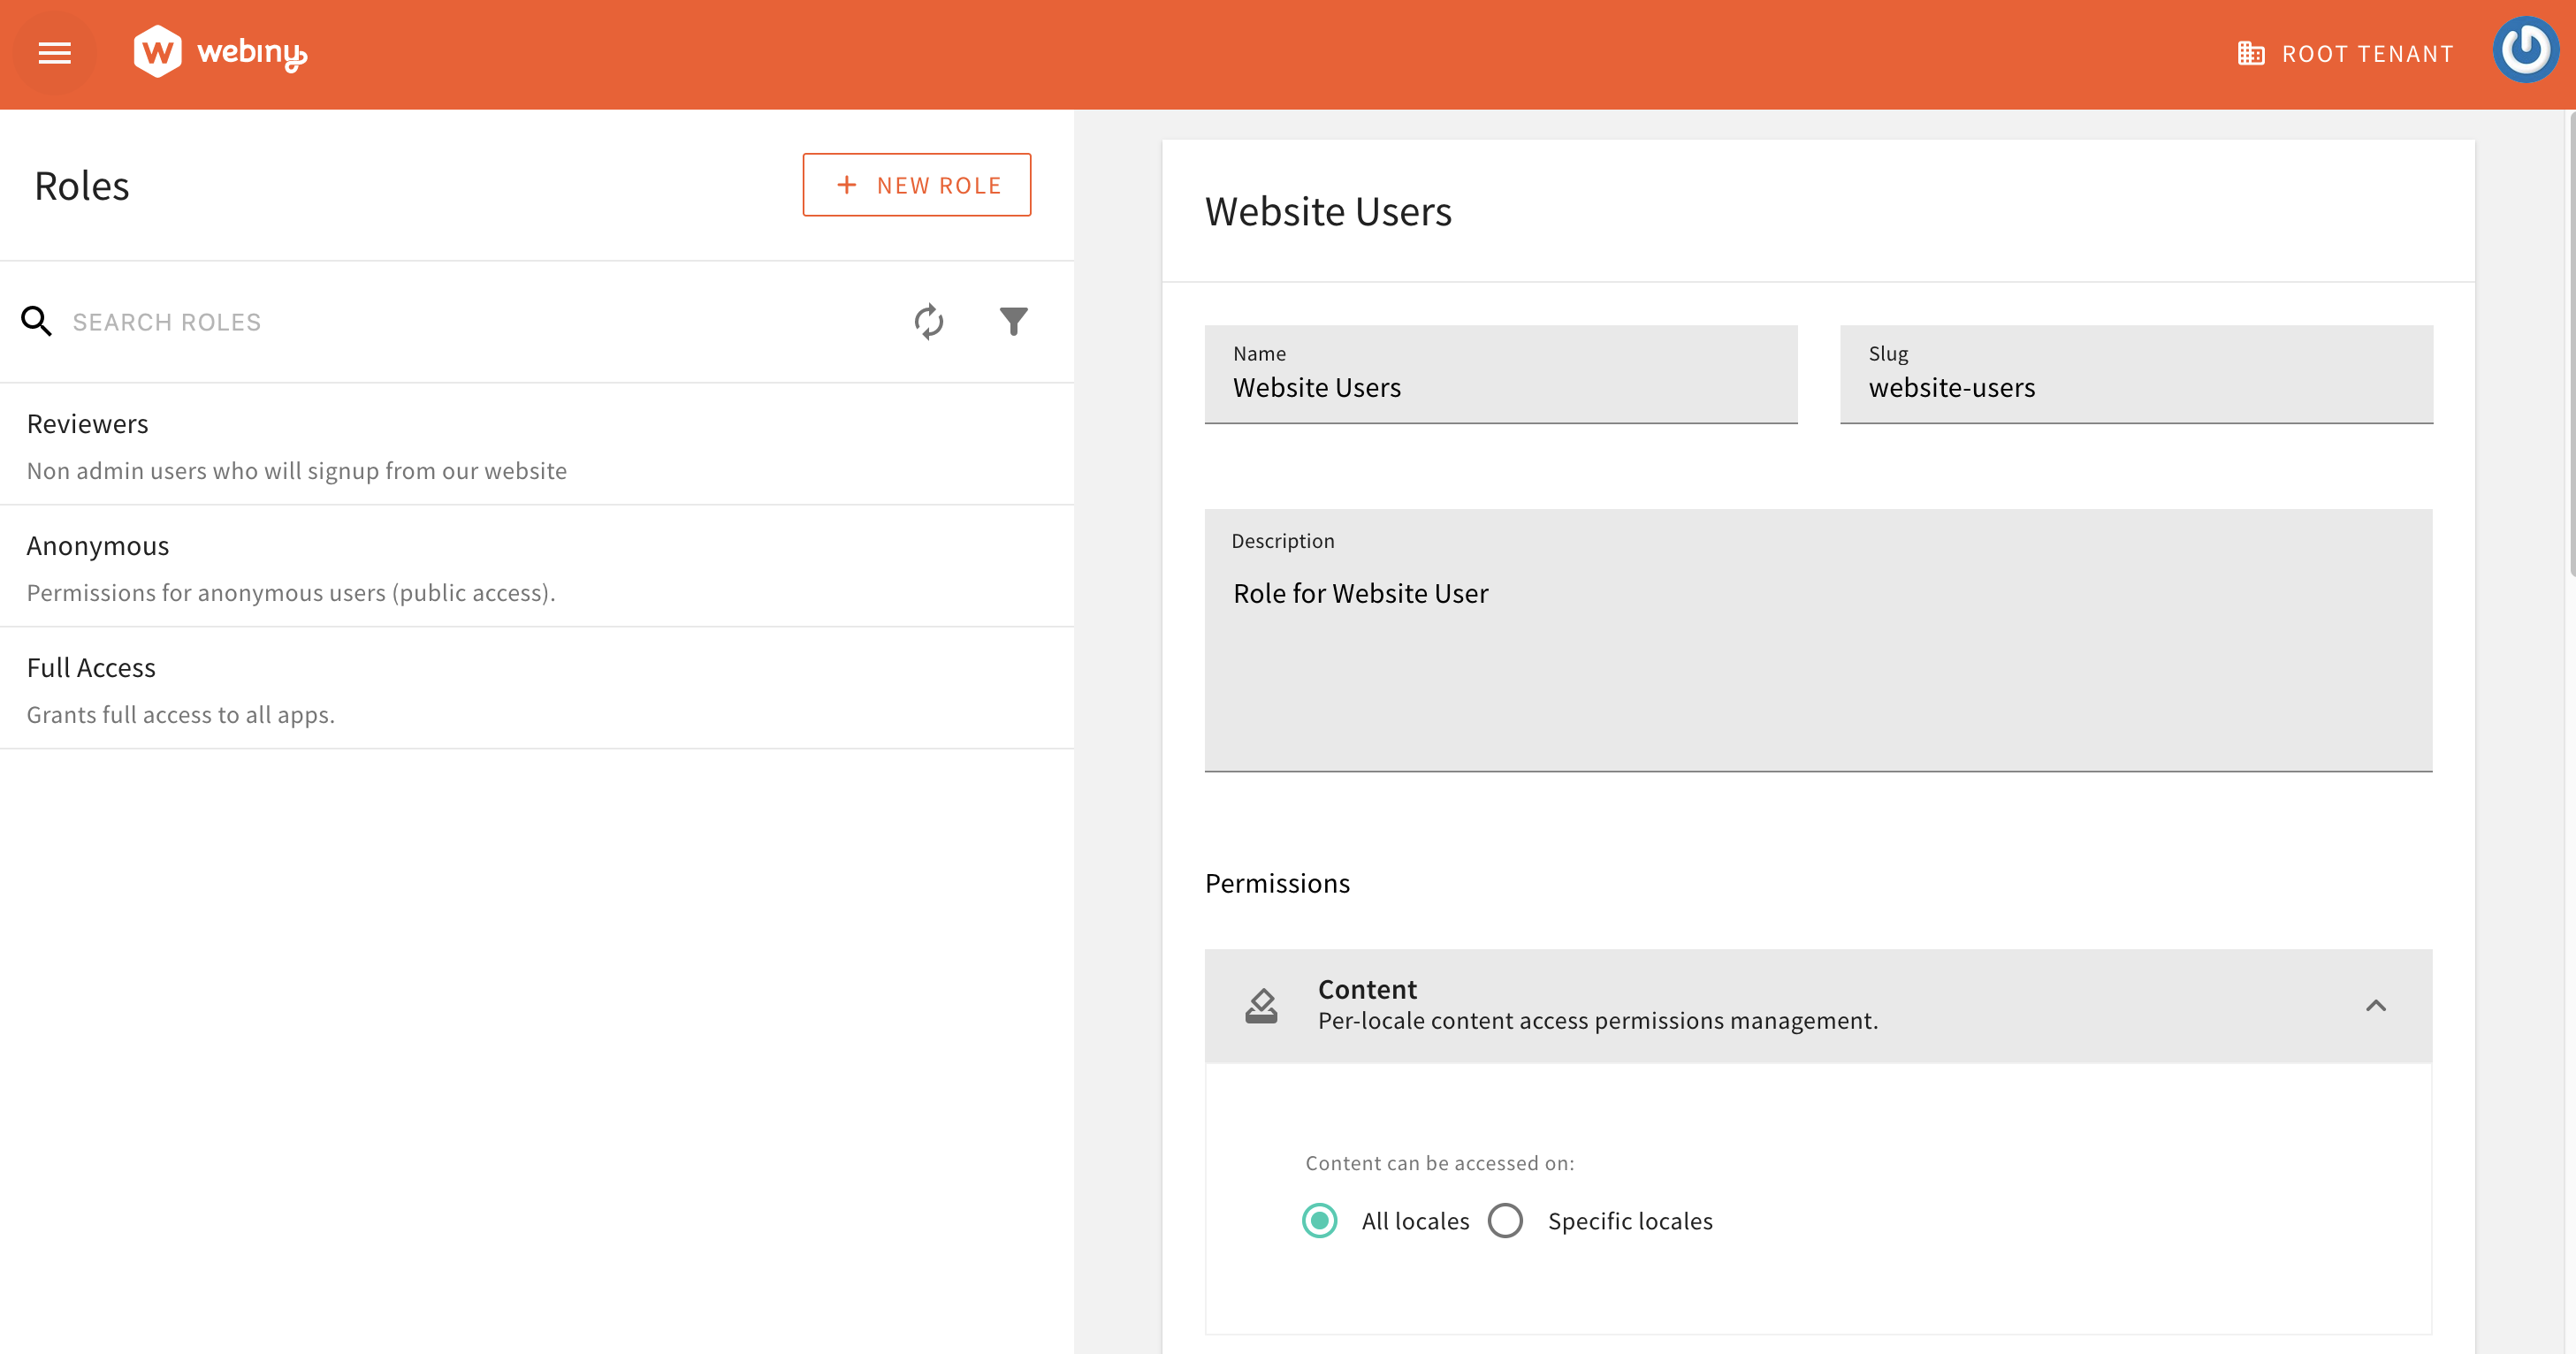 webiny
ROOT TENANT
Roles
+ NEW ROLE
SEARCH ROLES
Reviewers
Non admin users who will signup from our website
Anonymous
Permissions for anonymous users (public access).
Full Access
Grants full access to all apps.
Website Users
Name
Website Users
Slug
website-users
Description
Role for Website User
Permissions
Content
Per-locale content access permissions management.
Content can be accessed on:
All locales
Specific locales